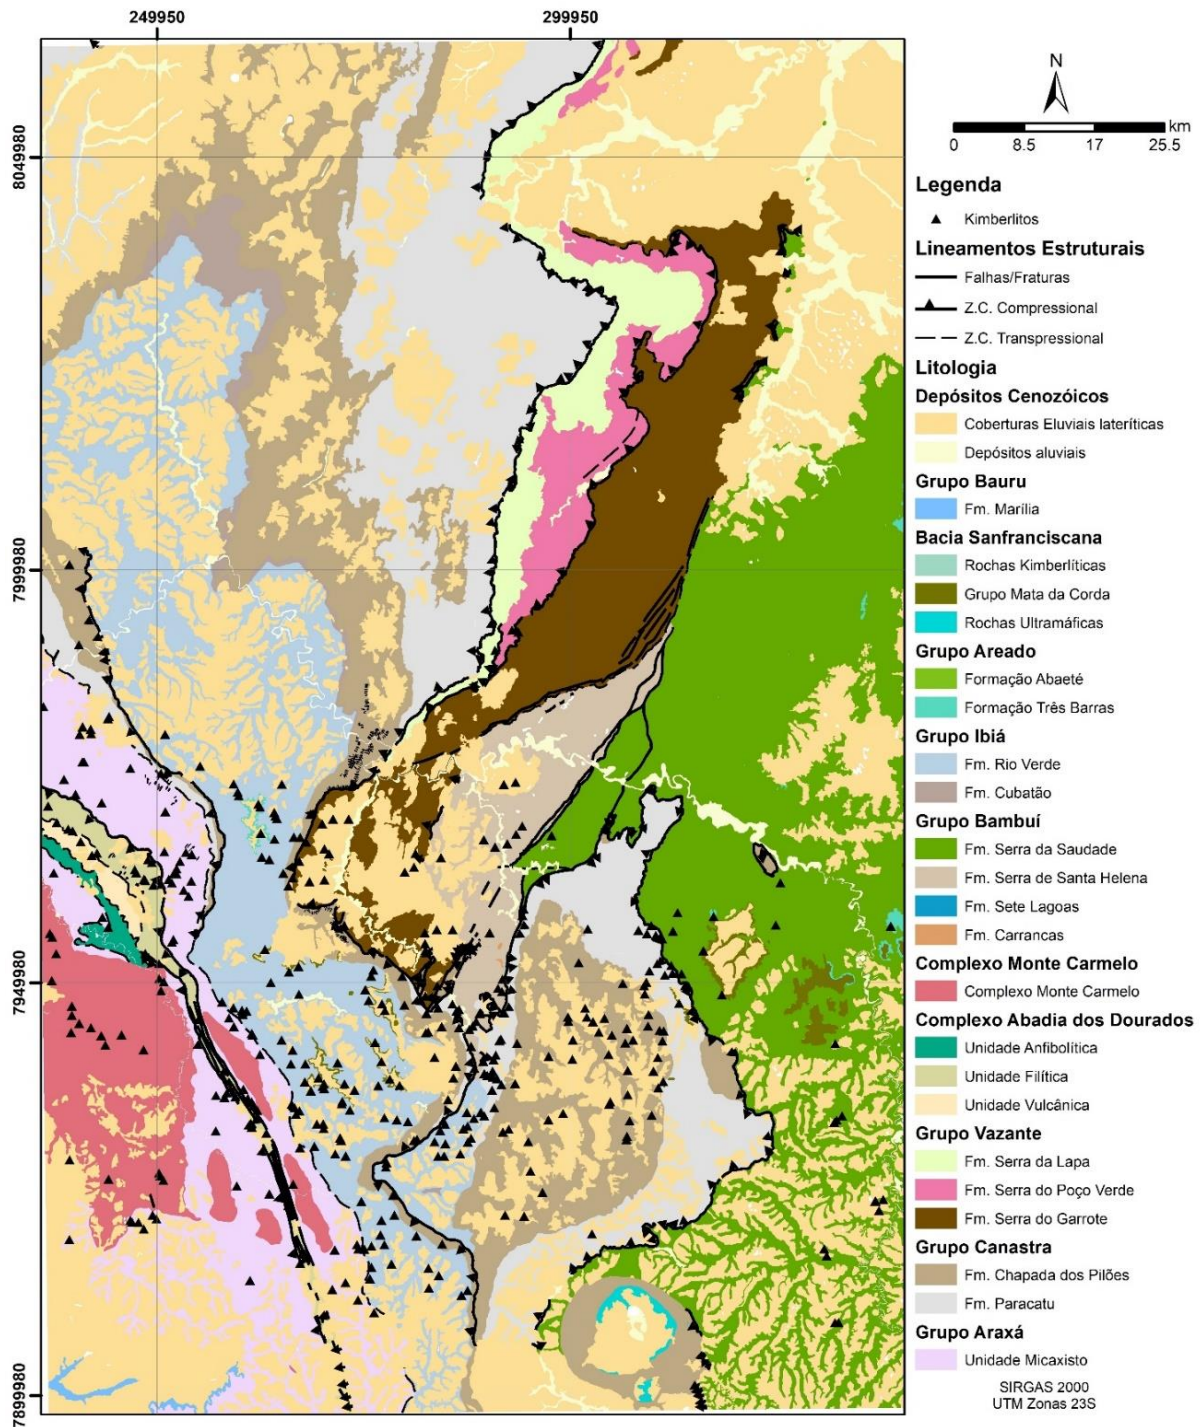 249950
299950
N
km
0 8.5 17 25.5
8049980
7999980
7949980
7899980
Legenda
Kimberlitos
Lineamentos Estruturais
Falhas/Fraturas
Z.C. Compressional
Z.C. Transpressional
Litologia
Depósitos Cenozóicos
Coberturas Eluviais lateríticas
Depósitos aluviais
Grupo Bauru
Fm. Marília
Bacia Sanfranciscana
Rochas Kimberlíticas
Grupo Mata da Corda
Rochas Ultramáficas
Grupo Areado
Formação Abaeté
Formação Três Barras
Grupo Ibiá
Fm. Rio Verde
Fm. Cubatão
Grupo Bambuí
Fm. Serra da Saudade
Fm. Serra de Santa Helena
Fm. Sete Lagoas
Fm. Carrancas
Complexo Monte Carmelo
Complexo Monte Carmelo
Complexo Abadia dos Dourados
Unidade Anfibolítica
Unidade Filítica
Unidade Vulcânica
Grupo Vazante
Fm. Serra da Lapa
Fm. Serra do Poço Verde
Fm. Serra do Garrote
Grupo Canastra
Fm. Chapada dos Pilões
Fm. Paracatu
Grupo Araxá
Unidade Micaxisto
SIRGAS 2000
UTM Zonas 23S